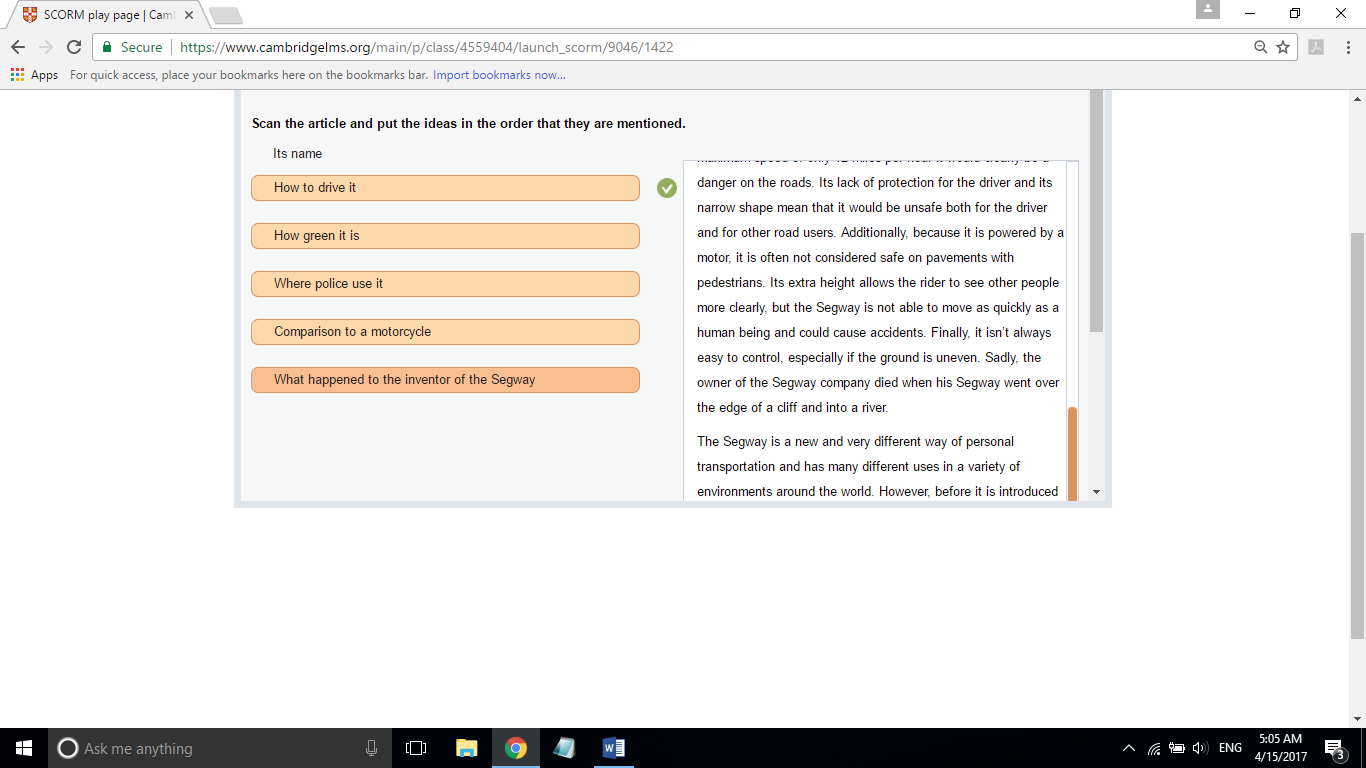 SCORM play page | Cam
Secure
https://www.cambridgelms.org/main/p/class/4559404/launch_scorm/9046/1422
Apps For quick access, place your bookmarks here on the bookmarks bar. Import bookmarks now...
Scan the article and put the ideas in the order that they are mentioned.
Its name
How to drive it
How green it is
Where police use it
Comparison to a motorcycle
What happened to the inventor of the Segway
danger on the roads. Its lack of protection for the driver and its
narrow shape mean that it would be unsafe both for the driver
and for other road users. Additionally, because it is powered by a
motor, it is often not considered safe on pavements with
pedestrians. Its extra height allows the rider to see other people
more clearly, but the Segway is not able to move as quickly as a
human being and could cause accidents. Finally, it isn't always
easy to control, especially if the ground is uneven. Sadly, the
owner of the Segway company died when his Segway went over
the edge of a cliff and into a river.
The Segway is a new and very different way of personal
transportation and has many different uses in a variety of
environments around the world. However, before it is introduced
Ask me anything
ENG
5:05 AM
4/15/2017
3